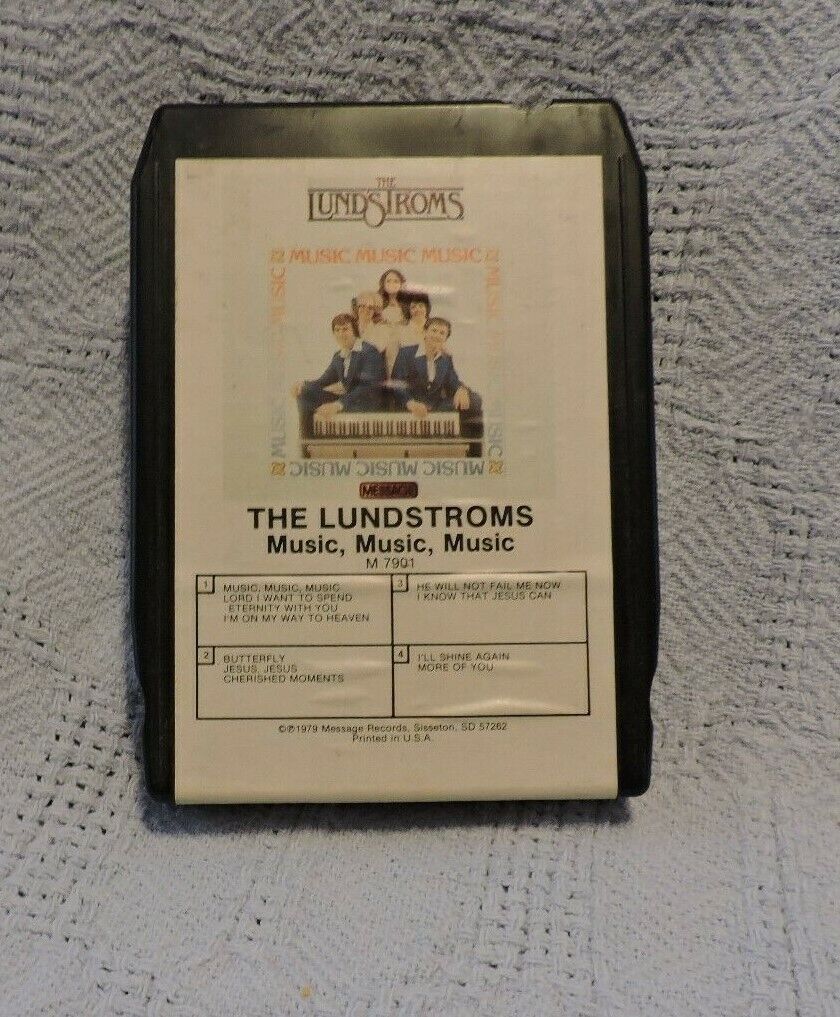 THE
LUNDSTROMS
MUSIC MUSIC MUSIC
MUSIC MUSIC
MUSIC MUSIC MUSIC
MUSIC MUSIC MUSIC
MESSAGE
THE LUNDSTROMS
Music, Music, Music
M 7901
1 MUSIC, MUSIC, MUSIC
LORD I WANT TO SPEND
ETERNITY WITH YOU
I'M ON MY WAY TO HEAVEN
3 HE WILL NOT FAIL ME NOW
I KNOW THAT JESUS CAN
2 BUTTERFLY
JESUS, JESUS
CHERISHED MOMENTS
4 I'LL SHINE AGAIN
MORE OF YOU
©℗1979 Message Records, Sisseton, SD 57262
Printed in U.S.A.